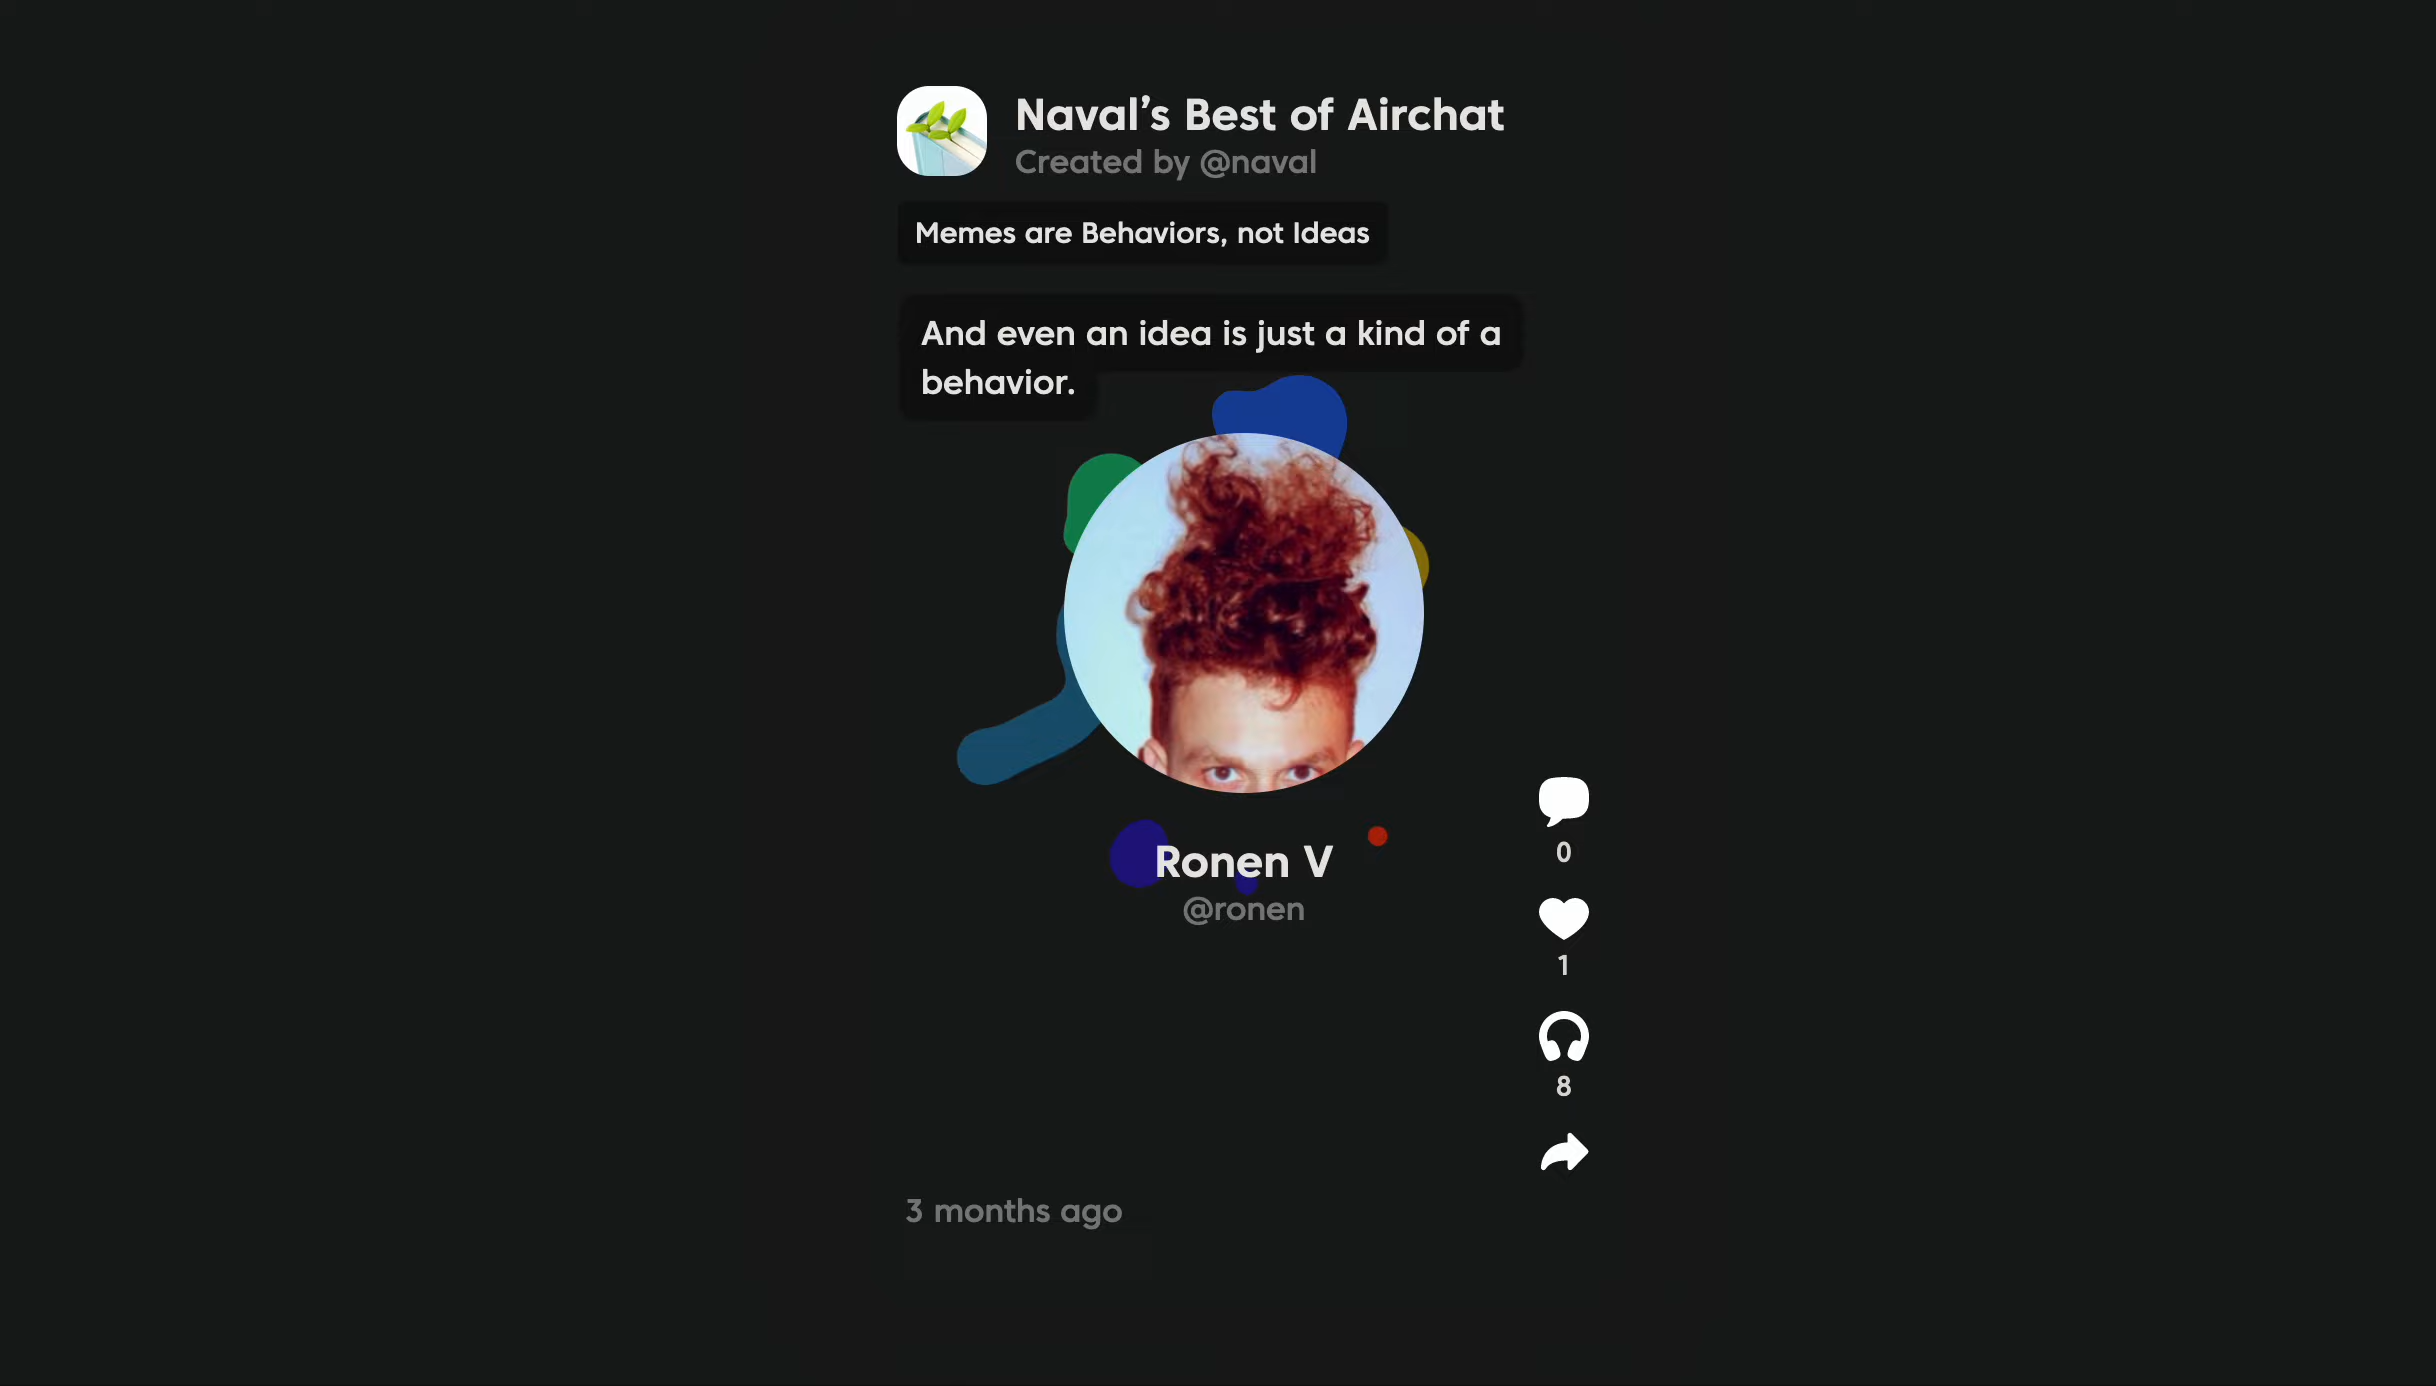 Naval’s Best of Airchat
Created by @naval
Memes are Behaviors, not Ideas
And even an idea is just a kind of a
behavior.
Ronen V
@ronen
0
1
8
3 months ago